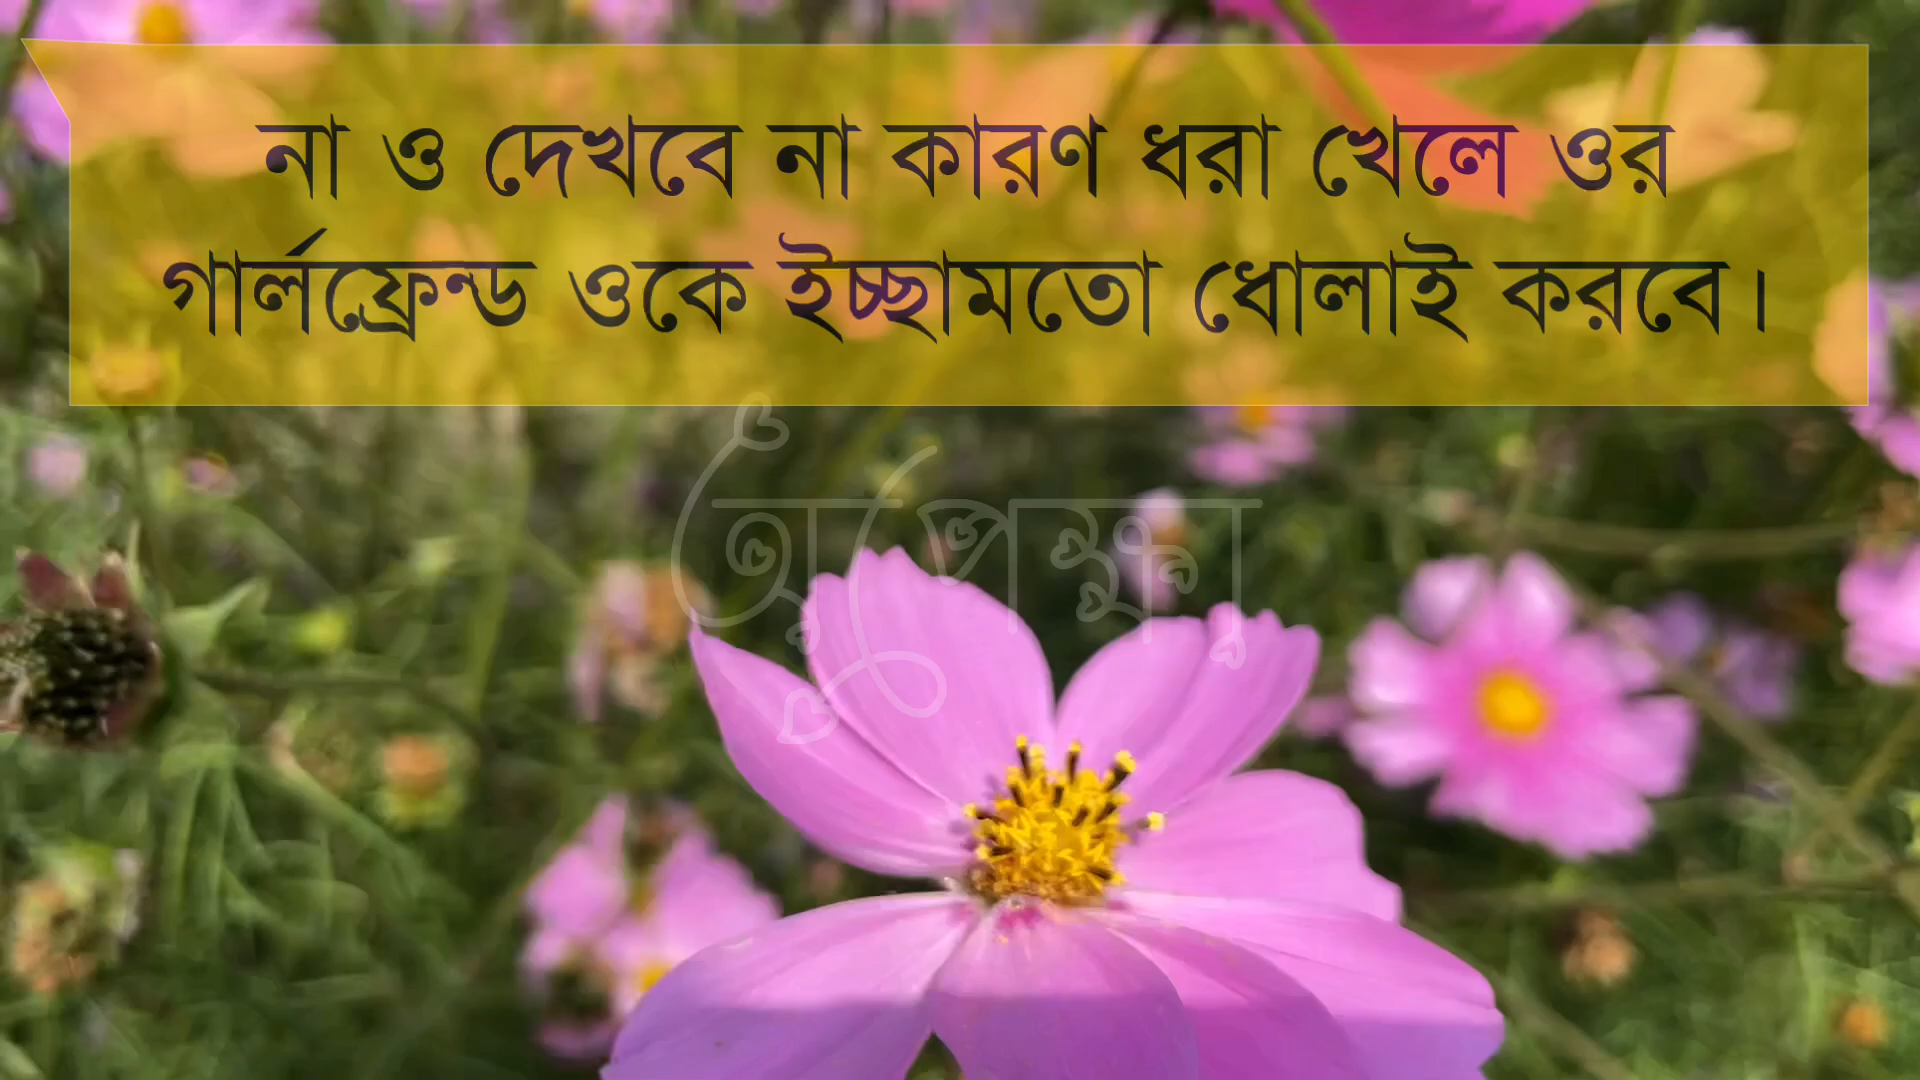 না ও দেখবে না কারণ ধরা খেলে ওর
গার্লফ্রেন্ড ওকে ইচ্ছামতো ধোলাই করবে।